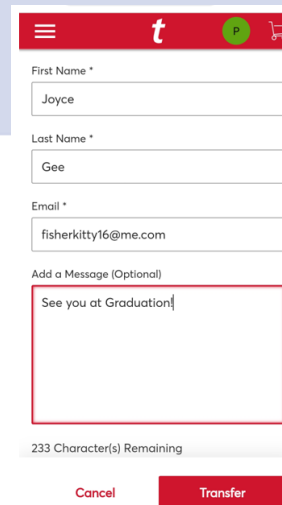 t P
First Name *
Joyce
Last Name *
Gee
Email *
fisherkitty16@me.com
Add a Message (Optional)
See you at Graduation!
233 Character(s) Remaining
Cancel Transfer